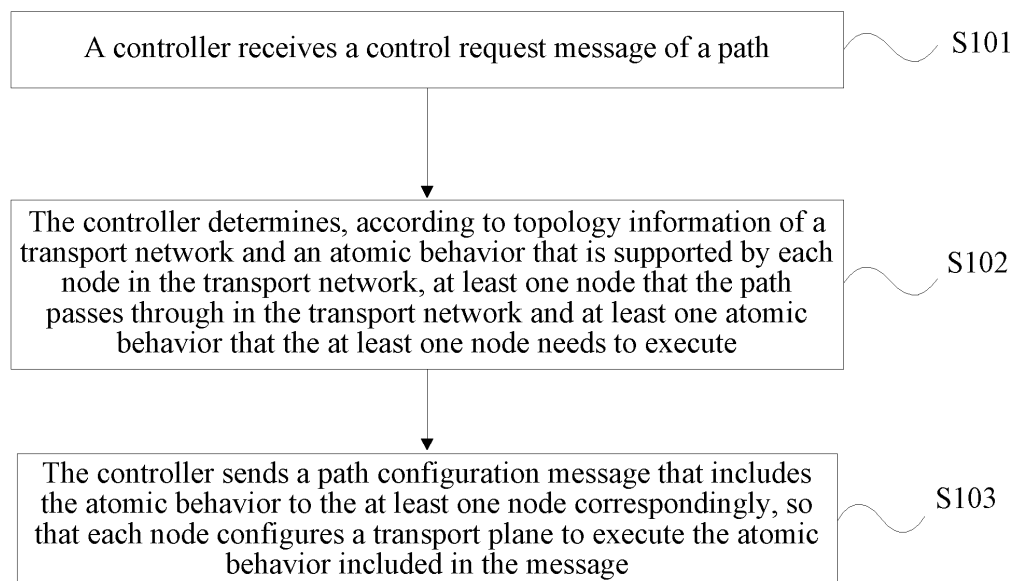 A controller receives a control request message of a path
S101
The controller determines, according to topology information of a
transport network and an atomic behavior that is supported by each
node in the transport network, at least one node that the path
passes through in the transport network and at least one atomic
behavior that the at least one node needs to execute
S102
The controller sends a path configuration message that includes
the atomic behavior to the at least one node correspondingly, so
that each node configures a transport plane to execute the atomic
behavior included in the message
S103